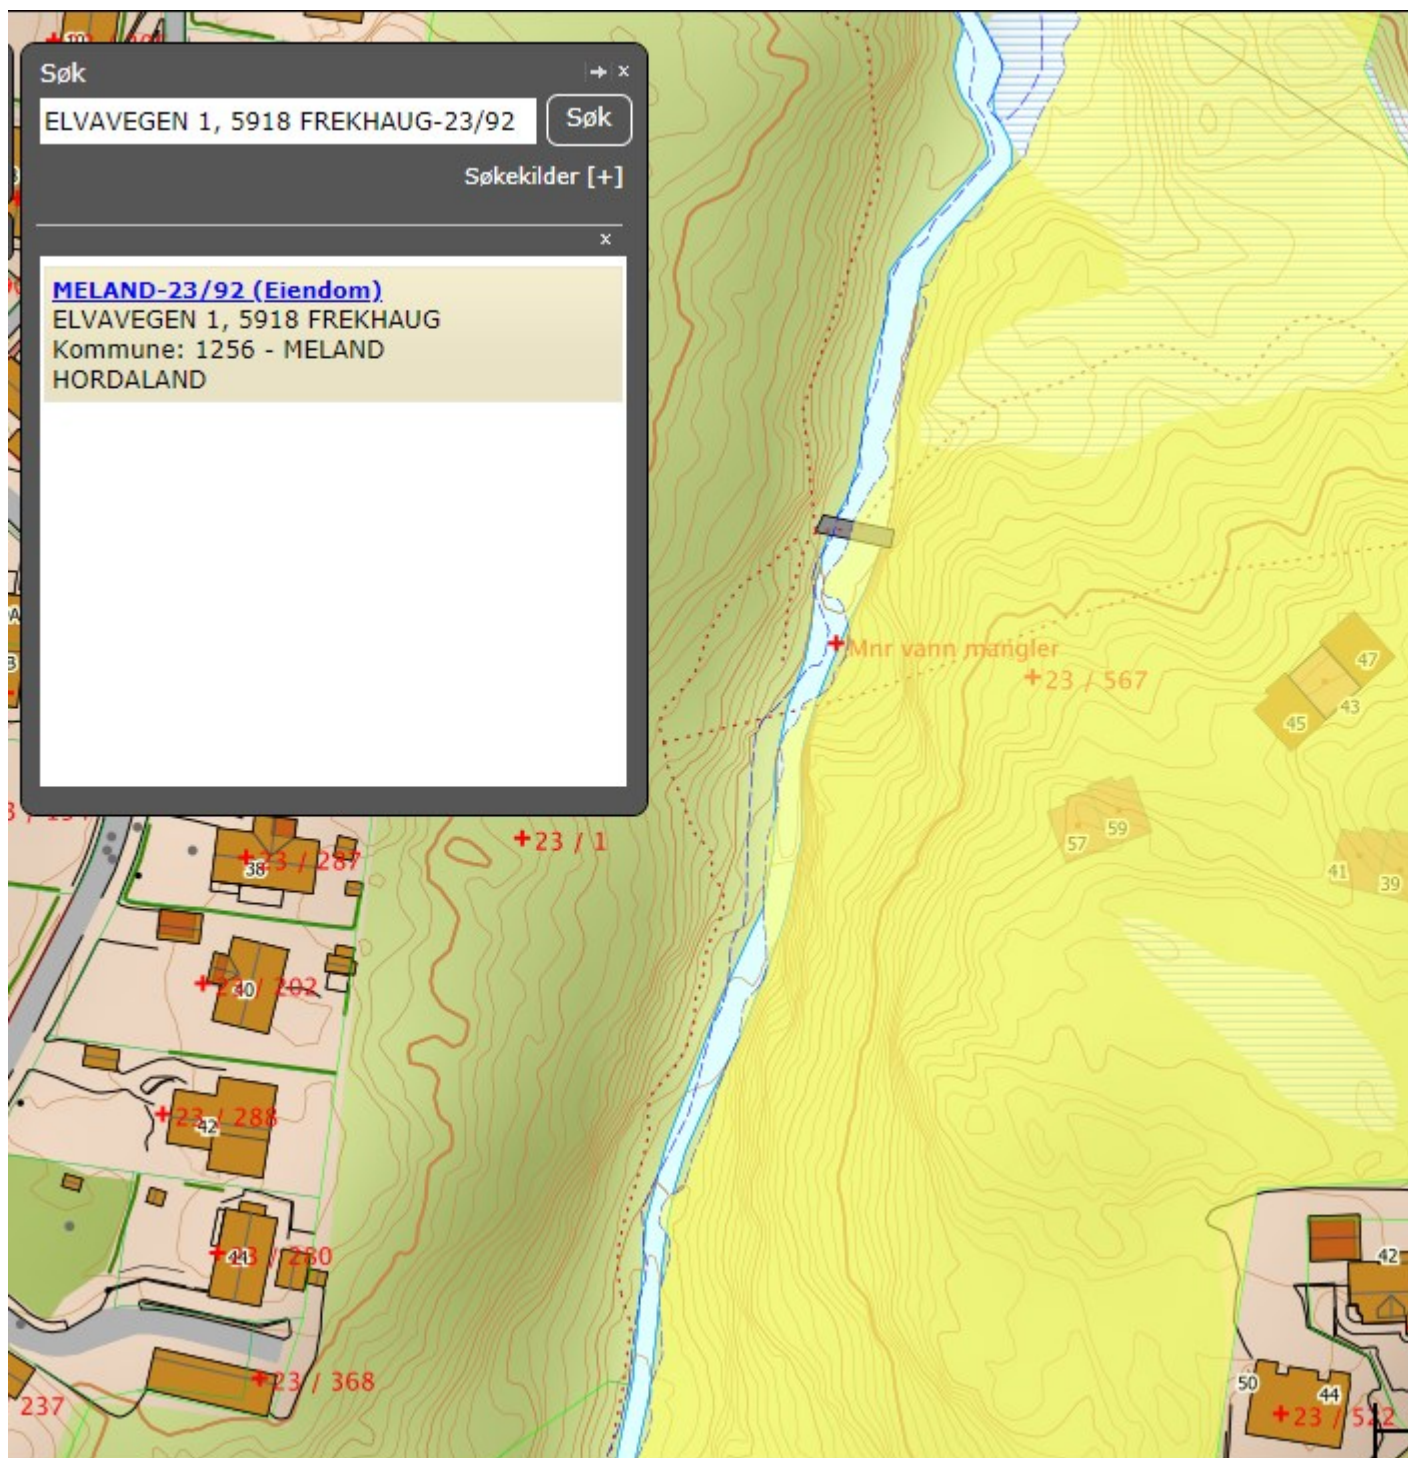 Søk
ELVAVEGEN 1, 5918 FREKHAUG-23/92
Søk
Søkekilder [+]
MELAND-23/92 (Eiendom)
ELVAVEGEN 1, 5918 FREKHAUG
Kommune: 1256 - MELAND
HORDALAND
Mnr vann mangler
23 / 567
47
43
45
57
59
41
39
23 / 1
23 / 287
38
23 / 202
40
23 / 288
42
23 / 280
44
23 / 368
237
42
50
44
23 / 522